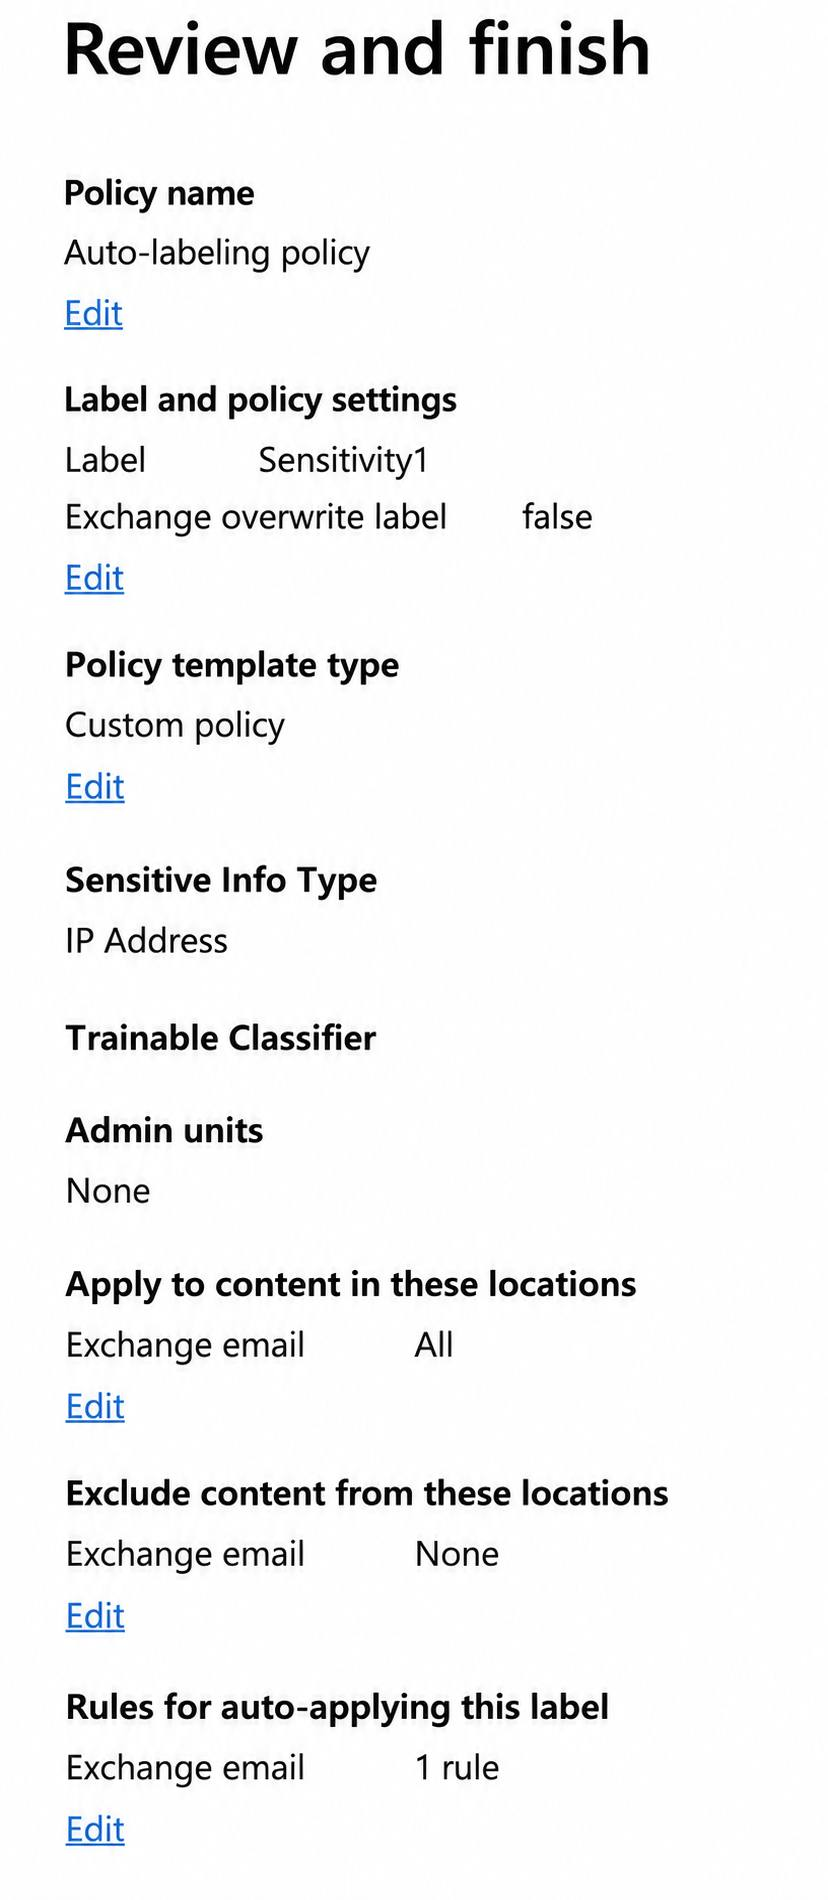 Review and finish
Policy name
Auto-labeling policy
Edit
Label and policy settings
Label Sensitivity1
Exchange overwrite label false
Edit
Policy template type
Custom policy
Edit
Sensitive Info Type
IP Address
Trainable Classifier
Admin units
None
Apply to content in these locations
Exchange email All
Edit
Exclude content from these locations
Exchange email None
Edit
Rules for auto-applying this label
Exchange email 1 rule
Edit